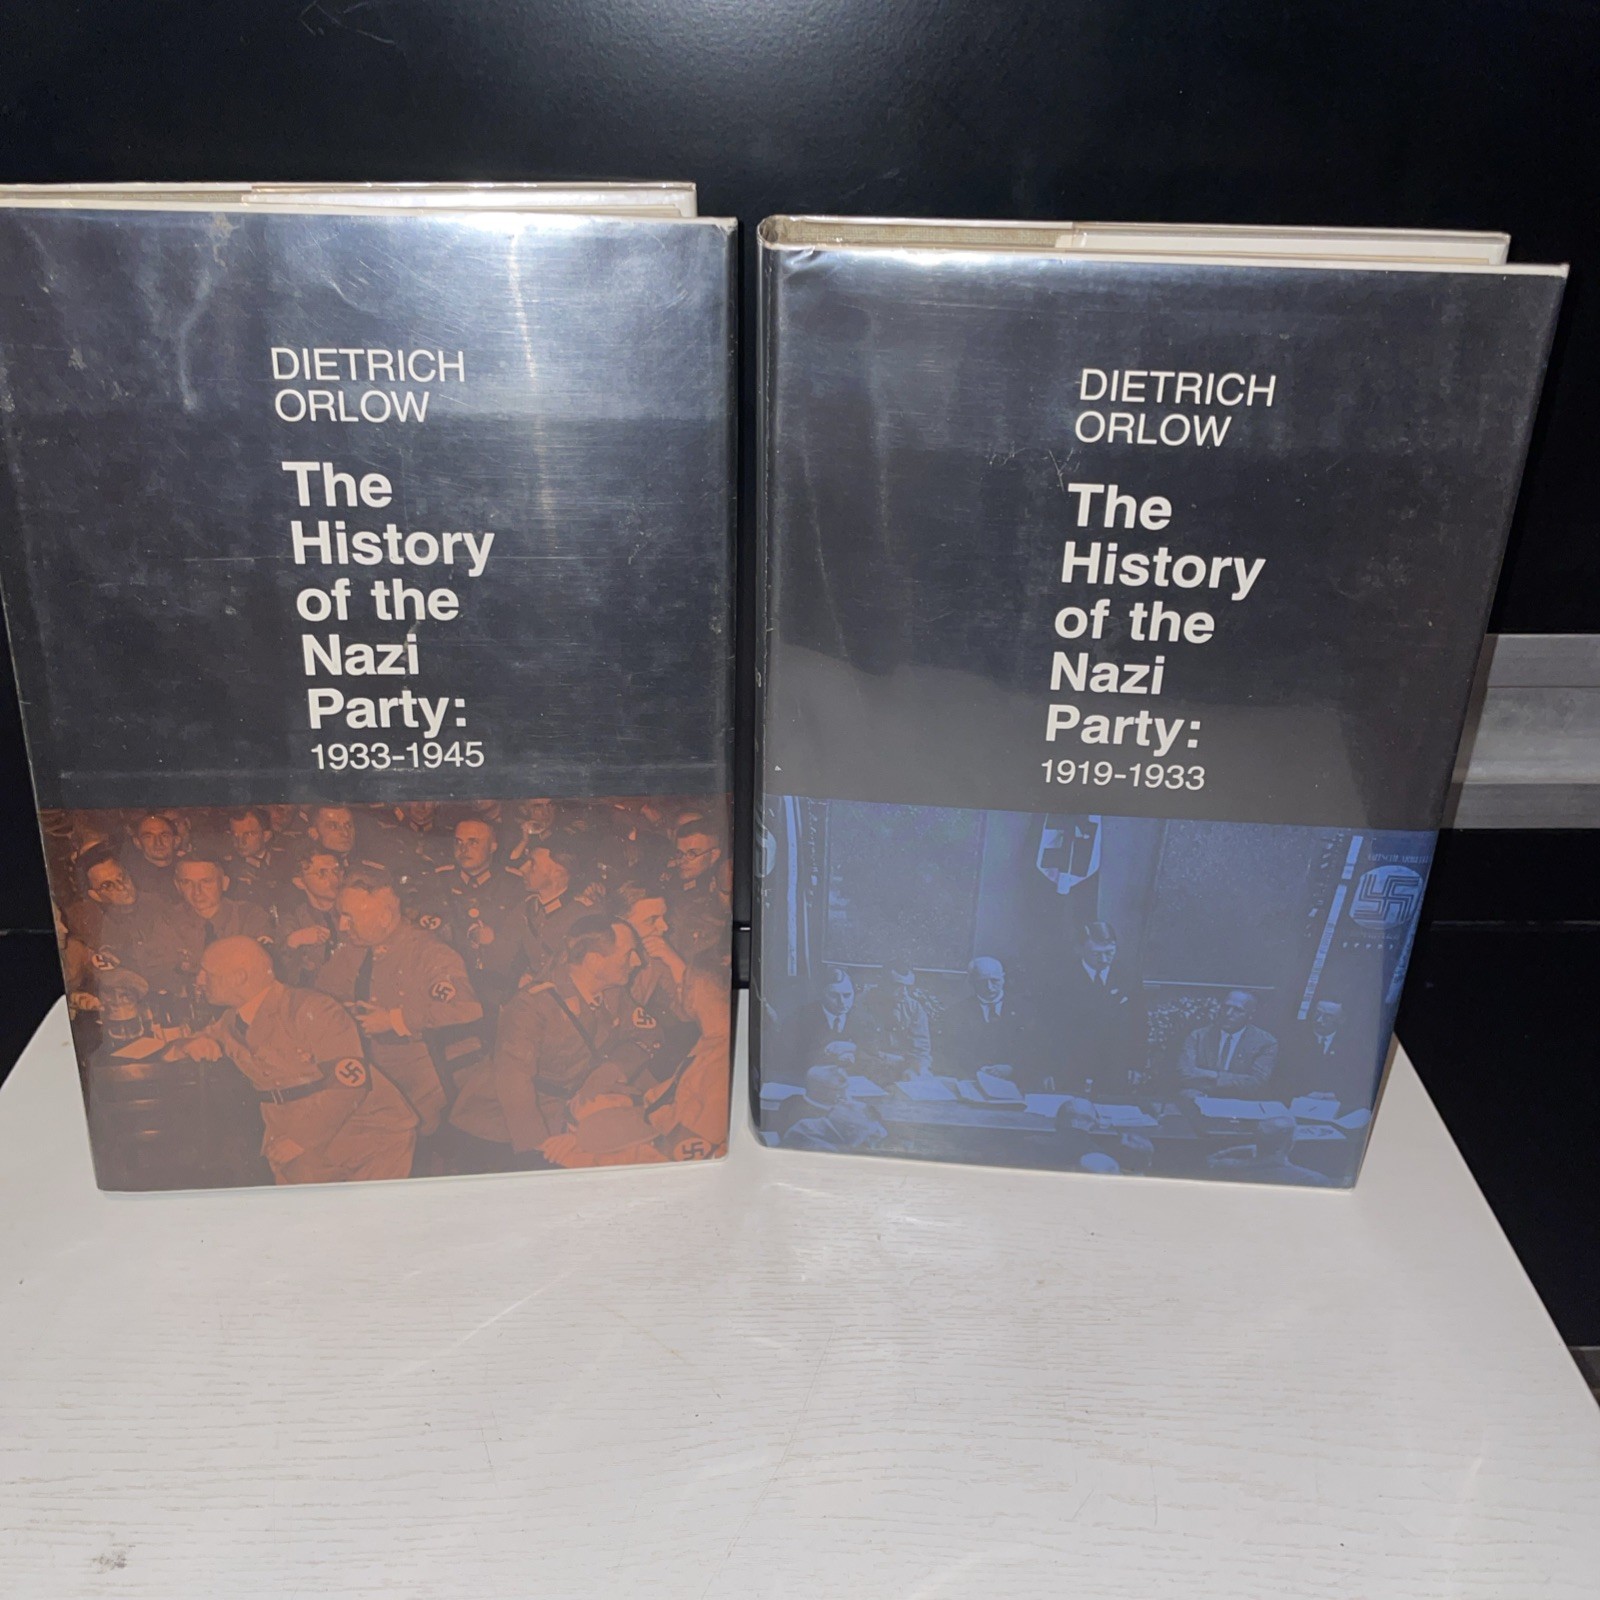 DIETRICH
ORLOW
The
History
of the
Nazi
Party:
1933-1945
DIETRICH
ORLOW
The
History
of the
Nazi
Party:
1919-1933